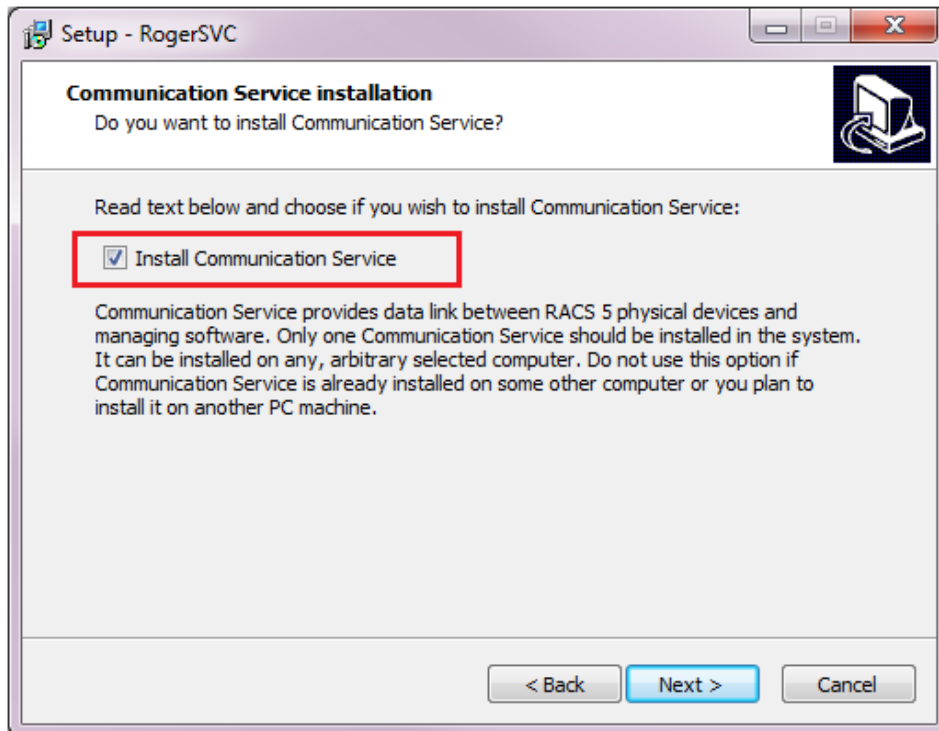 Setup - RogerSVC
Communication Service installation
Do you want to install Communication Service?
Read text below and choose if you wish to install Communication Service:
Install Communication Service
Communication Service provides data link between RACS 5 physical devices and
managing software. Only one Communication Service should be installed in the system.
It can be installed on any, arbitrary selected computer. Do not use this option if
Communication Service is already installed on some other computer or you plan to
install it on another PC machine.
< Back
Next >
Cancel